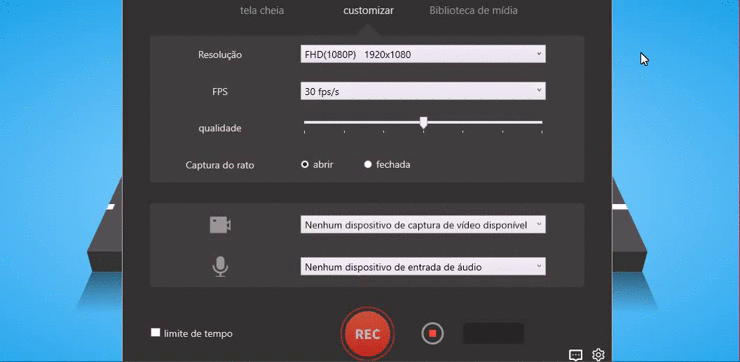 tela cheia customizar Biblioteca de mídia
Resolução FHD(1080P) 1920x1080
FPS 30 fps/s
qualidade
Captura do rato abrir fechada
Nenhum dispositivo de captura de vídeo disponível
Nenhum dispositivo de entrada de áudio
limite de tempo REC